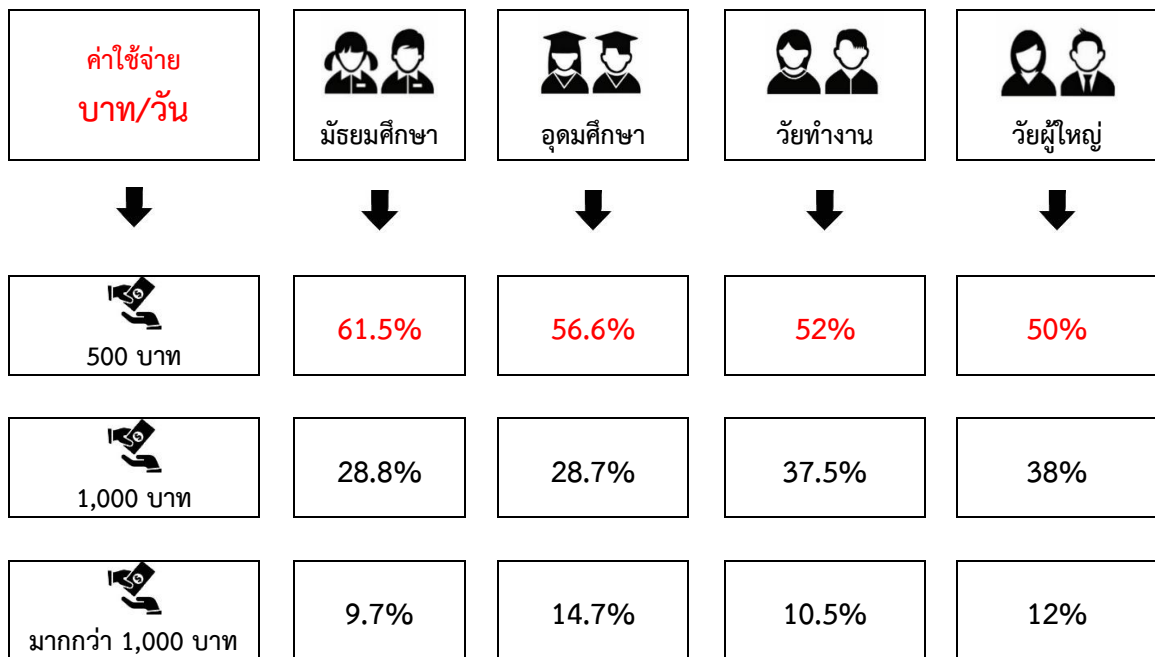 ค่าใช้จ่าย
บาท/วัน
มัธยมศึกษา
อุดมศึกษา
วัยทำงาน
วัยผู้ใหญ่
500 บาท
61.5%
56.6%
52%
50%
1,000 บาท
28.8%
28.7%
37.5%
38%
มากกว่า 1,000 บาท
9.7%
14.7%
10.5%
12%